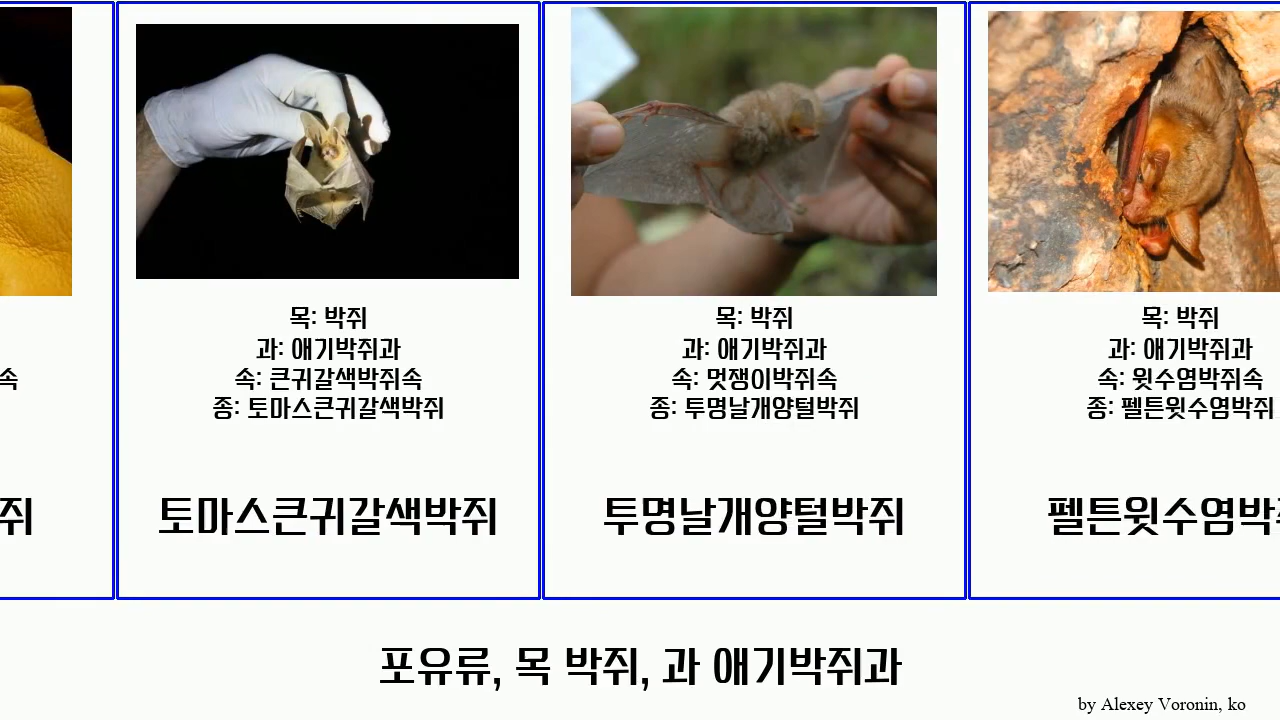 속
쥐
목: 박쥐
과: 애기박쥐과
속: 큰귀갈색박쥐속
종: 토마스큰귀갈색박쥐
토마스큰귀갈색박쥐
목: 박쥐
과: 애기박쥐과
속: 멋쟁이박쥐속
종: 투명날개양털박쥐
투명날개양털박쥐
목: 박쥐
과: 애기박쥐과
속: 윗수염박쥐속
종: 펠튼윗수염박쥐
펠튼윗수염박쥐
포유류, 목 박쥐, 과 애기박쥐과
by Alexey Voronin, ko